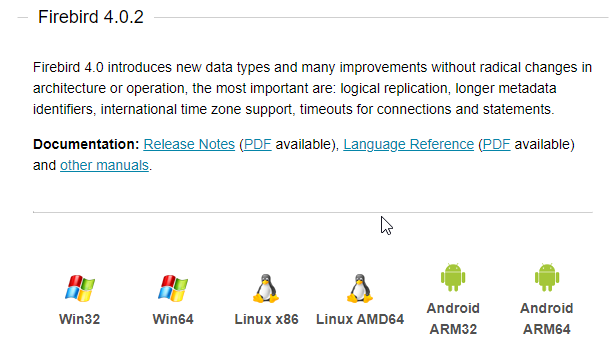 Firebird 4.0.2
Firebird 4.0 introduces new data types and many improvements without radical changes in
architecture or operation, the most important are: logical replication, longer metadata
identifiers, international time zone support, timeouts for connections and statements.
Documentation: Release Notes (PDF available), Language Reference (PDF available)
and other manuals.
Win32 Win64 Linux x86 Linux AMD64 Android ARM32 Android ARM64